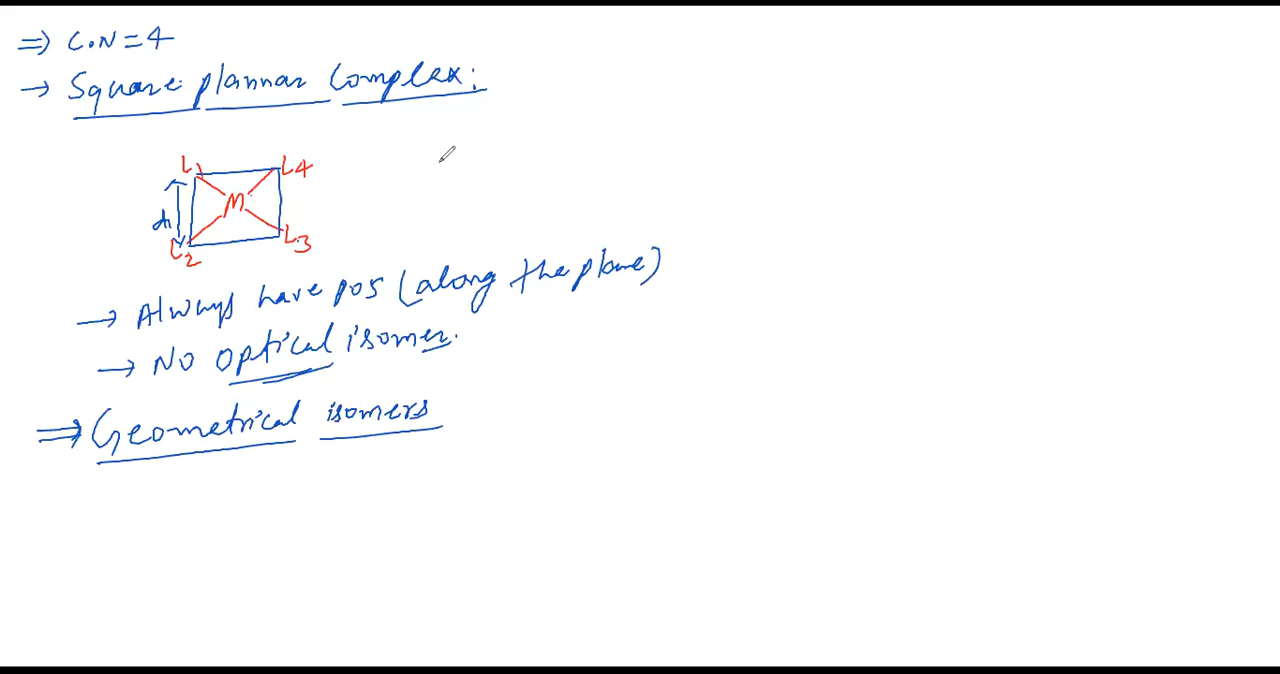 ⇒ C.N = 4
→ Square plannar Complex:
L1 L4
M
d1
L2 L3
→ Always have pos (along the plane)
→ No optical isomer.
⇒ Geometrical isomers